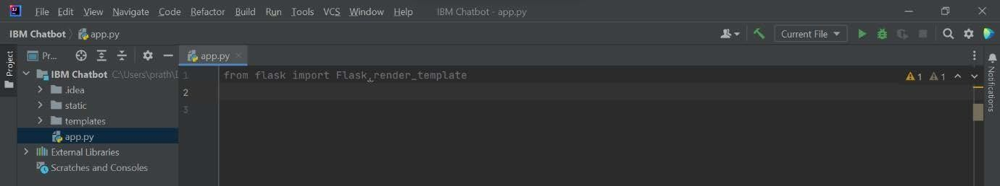 IJ File Edit View Navigate Code Refactor Build Run Tools VCS Window Help IBM Chatbot - app.py
IBM Chatbot app.py Current File
Project
Pr... app.py
IBM Chatbot C:\Users\prath\
1 from flask import Flask,render_template
1 1
.idea
2
static
3
templates
app.py
External Libraries
Scratches and Consoles
Notifications